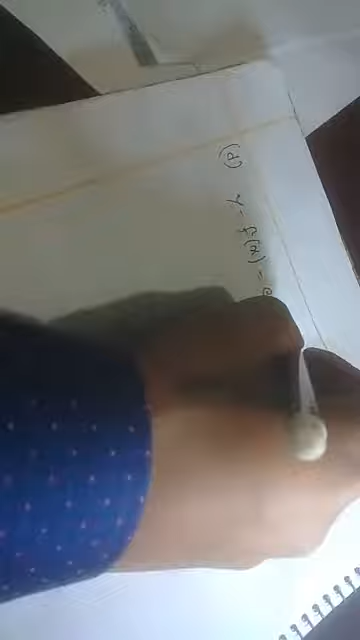 (d)
y = f(x) =